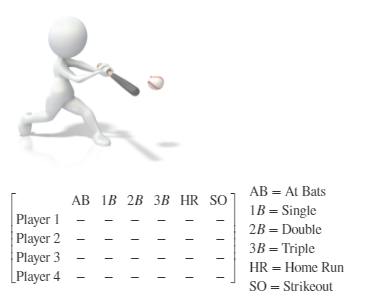 AB 1B 2B 3B HR SO
Player 1 – – – – – –
Player 2 – – – – – –
Player 3 – – – – – –
Player 4 – – – – – –
AB = At Bats
1B = Single
2B = Double
3B = Triple
HR = Home Run
SO = Strikeout